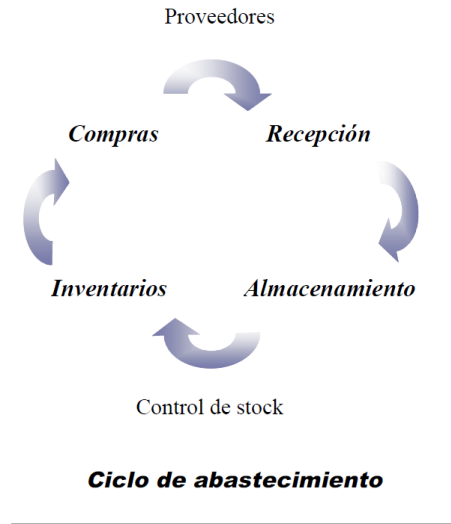 Proveedores
Compras
Recepción
Inventarios
Almacenamiento
Control de stock
Ciclo de abastecimiento